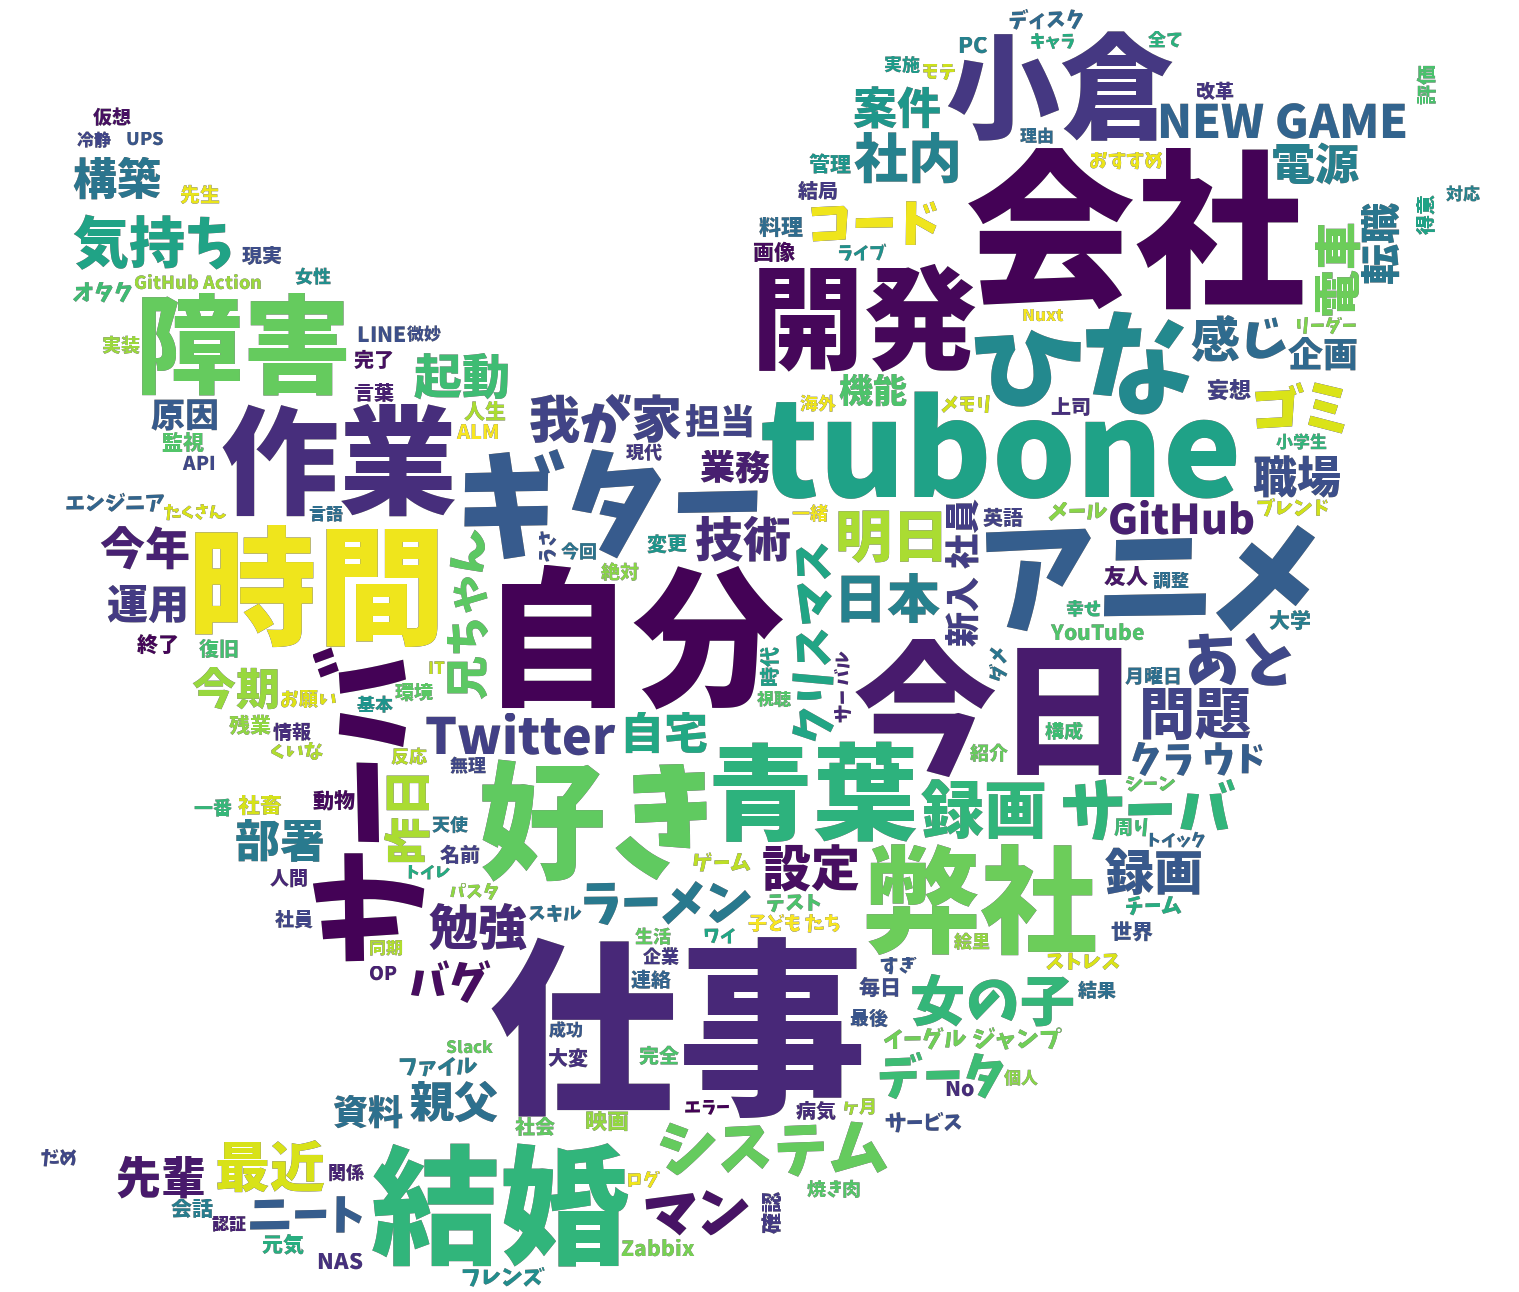 ディスク
PC
キャラ
全て
小倉
実施
モテ
評価
改革
案件
NEW GAME
仮想
理由
冷静
UPS
社内
おすすめ
電源
管理
会社
構築
先生
結局
対応
コード
得意
気持ち
料理
転職
電車
現実
画像
ライブ
GitHub Action
女性
開発
オタク
障害
Nuxt
ひな
感じ
リーダー
実装
LINE
微妙
企画
完了
起動
機能
妄想
言葉
tubone
ゴミ
原因
作業
人生
我が家
担当
海外
メモリ
上司
監視
ALM
小学生
API
ギター
現代
業務
職場
エンジニア
たくさん
言語
一緒
明日
社員
英語
メール
GitHub
ブレンド
今年
時間
うさ
今回
変更
技術
アニメ
絶対
クリスマス
友人
調整
運用
兄ちゃん
自分
日本
新入
幸せ
大学
終了
復旧
YouTube
ジニー
IT
時代
今日
ダメ
あと
今期
お願い
環境
視聴
サーバル
月曜日
基本
問題
残業
情報
Twitter
自宅
構成
くいな
反応
無理
紹介
クラウド
キー
昨日
好き
青葉
録画
サーバ
シーン
一番
社畜
動物
天使
周り
部署
名前
トイック
トイレ
ゲーム
設定
弊社
録画
人間
パスタ
ラーメン
テスト
チーム
社員
勉強
スキル
子どもたち
世界
同期
生活
ワイ
絵里
OP
バグ
仕事
企業
すぎ
ストレス
連絡
毎日
女の子
結果
成功
最後
Slack
大変
完全
イーグルジャンプ
ファイル
データ
個人
No
資料
親父
エラー
病気
ヶ月
社会
映画
サービス
だめ
先輩
最近
関係
結婚
システム
ログ
焼き肉
会話
認証
ニート
マン
確認
元気
NAS
Zabbix
フレンズ